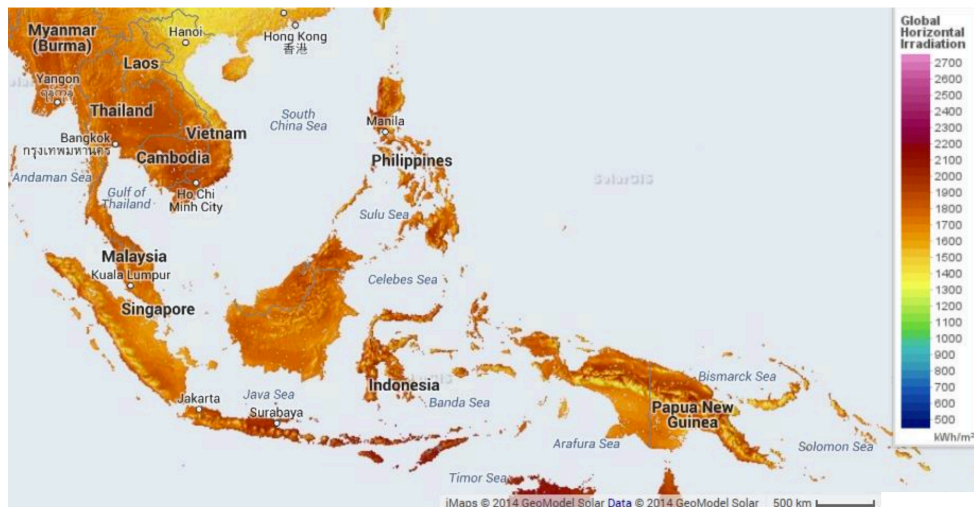 Myanmar
(Burma)
Hanoi
Hong Kong
香港
Laos
Yangon
Thailand
South
China Sea
Manila
Vietnam
Bangkok
กรุงเทพมหานคร
Cambodia
Philippines
Andaman Sea
Gulf of
Thailand
Ho Chi
Minh City
SolarGIS
Sulu Sea
Malaysia
Kuala Lumpur
Celebes Sea
Singapore
Indonesia
Bismarck Sea
Jakarta
Java Sea
Surabaya
Banda Sea
Papua New
Guinea
Arafura Sea
Solomon Sea
Timor Sea
iMaps © 2014 GeoModel Solar Data © 2014 GeoModel Solar 500 km
Global
Horizontal
Irradiation
2700
2600
2500
2400
2300
2200
2100
2000
1900
1800
1700
1600
1500
1400
1300
1200
1100
1000
900
800
700
600
500
kWh/m²